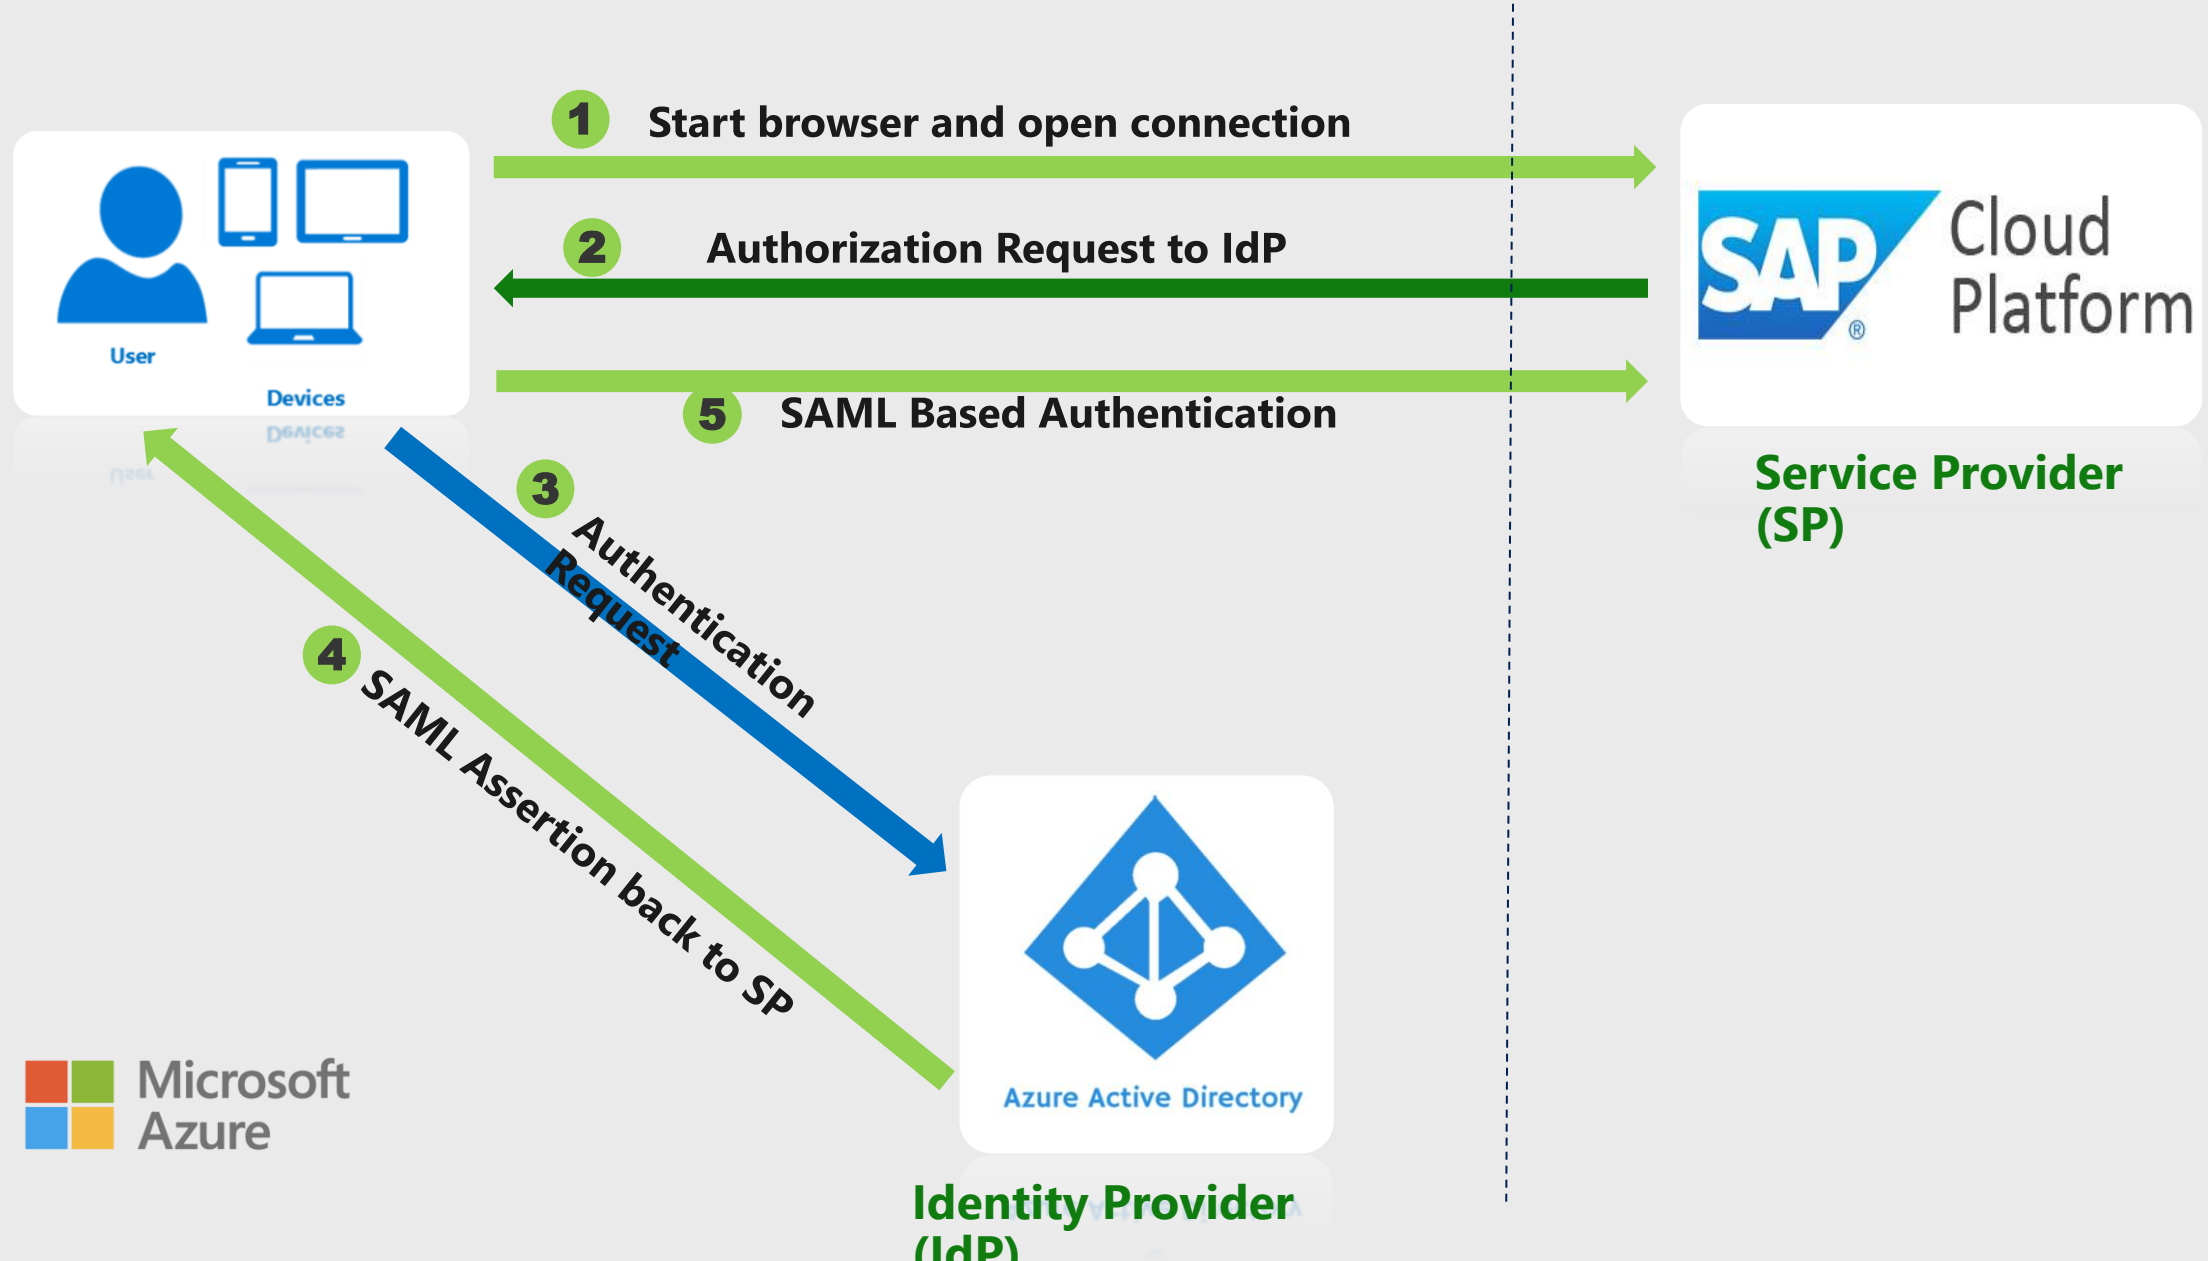 1 Start browser and open connection
2 Authorization Request to IdP
SAP
®
Cloud
Platform
User
Devices
5 SAML Based Authentication
Devices
User
Service Provider
(SP)
3 Authentication
Request
4 SAML Assertion back to SP
Azure Active Directory
Microsoft
Azure
Identity Provider
(IdP)